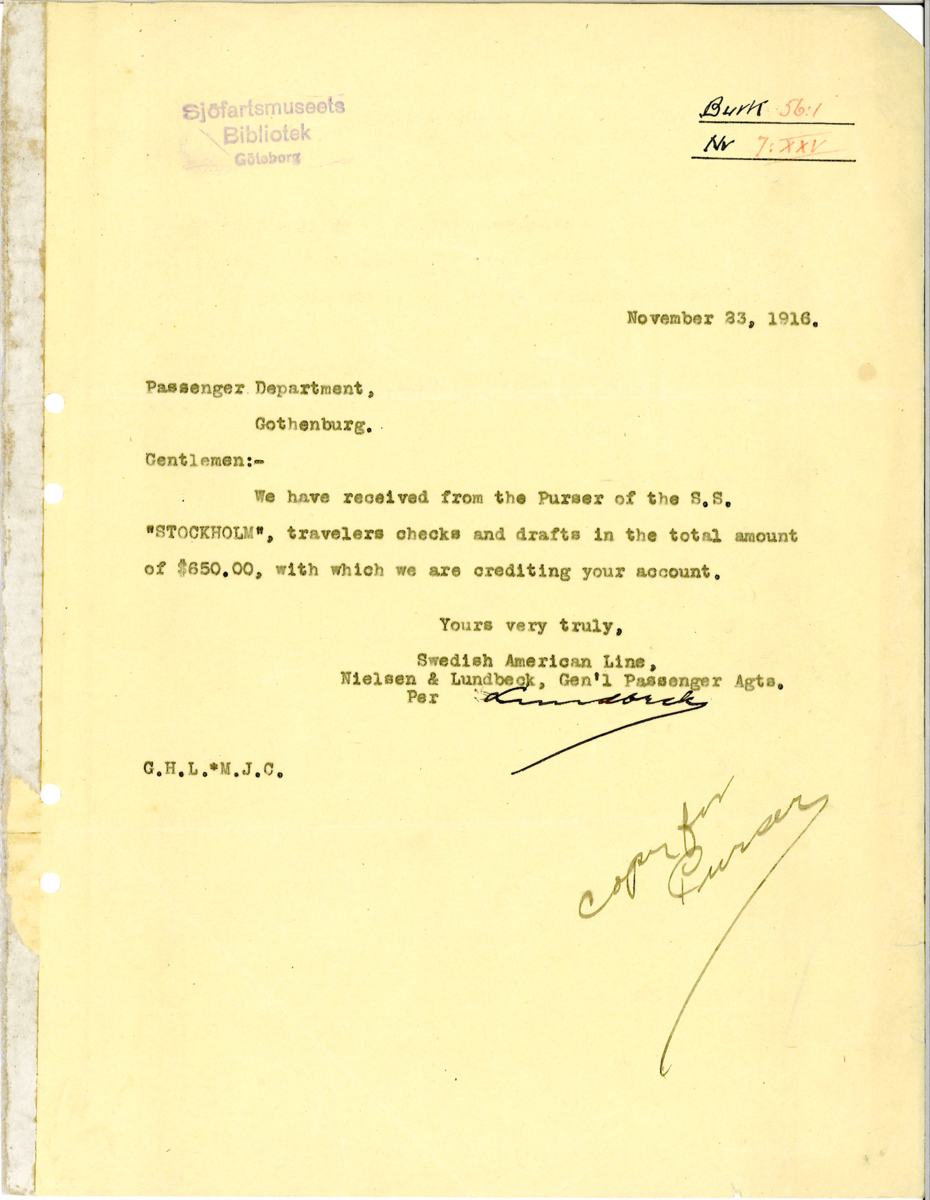 Sjöfartsmuseets
Bibliotek
Göteborg
Burk 56:1
Nr 7:XXV
November 23, 1916.
Passenger Department,
Gothenburg.
Gentlemen:-
We have received from the Purser of the S.S.
"STOCKHOLM", travelers checks and drafts in the total amount
of $650.00, with which we are crediting your account.
Yours very truly,
Swedish American Line,
Nielsen & Lundbeck, Gen'l Passenger Agts.
Per Lundbeck
G.H.L.*M.J.C.
copy for
Purser